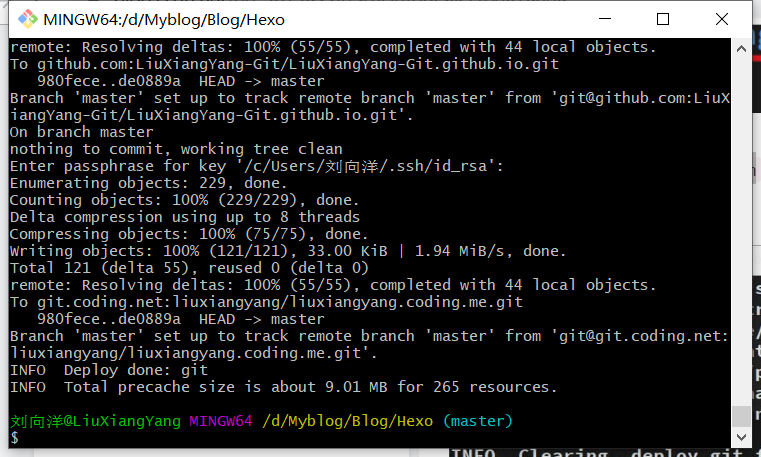 MINGW64:/d/Myblog/Blog/Hexo
remote: Resolving deltas: 100% (55/55), completed with 44 local objects.
To github.com:LiuXiangYang-Git/LiuXiangYang-Git.github.io.git
   980fece..de0889a  HEAD -> master
Branch 'master' set up to track remote branch 'master' from 'git@github.com:LiuX
iangYang-Git/LiuXiangYang-Git.github.io.git'.
On branch master
nothing to commit, working tree clean
Enter passphrase for key '/c/Users/刘向洋/.ssh/id_rsa':
Enumerating objects: 229, done.
Counting objects: 100% (229/229), done.
Delta compression using up to 8 threads
Compressing objects: 100% (75/75), done.
Writing objects: 100% (121/121), 33.00 KiB | 1.94 MiB/s, done.
Total 121 (delta 55), reused 0 (delta 0)
remote: Resolving deltas: 100% (55/55), completed with 44 local objects.
To git.coding.net:liuxiangyang/liuxiangyang.coding.me.git
   980fece..de0889a  HEAD -> master
Branch 'master' set up to track remote branch 'master' from 'git@git.coding.net:
liuxiangyang/liuxiangyang.coding.me.git'.
INFO  Deploy done: git
INFO  Total precache size is about 9.01 MB for 265 resources.
刘向洋@LiuXiangYang MINGW64 /d/Myblog/Blog/Hexo (master)
$